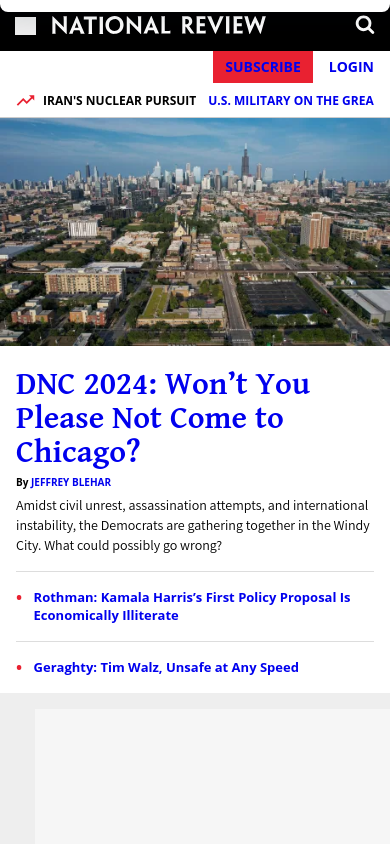 NATIONAL REVIEW
SUBSCRIBE LOGIN
IRAN'S NUCLEAR PURSUIT U.S. MILITARY ON THE GREA
DNC 2024: Won’t You
Please Not Come to
Chicago?
By JEFFREY BLEHAR
Amidst civil unrest, assassination attempts, and international
instability, the Democrats are gathering together in the Windy
City. What could possibly go wrong?
• Rothman: Kamala Harris’s First Policy Proposal Is
Economically Illiterate
• Geraghty: Tim Walz, Unsafe at Any Speed